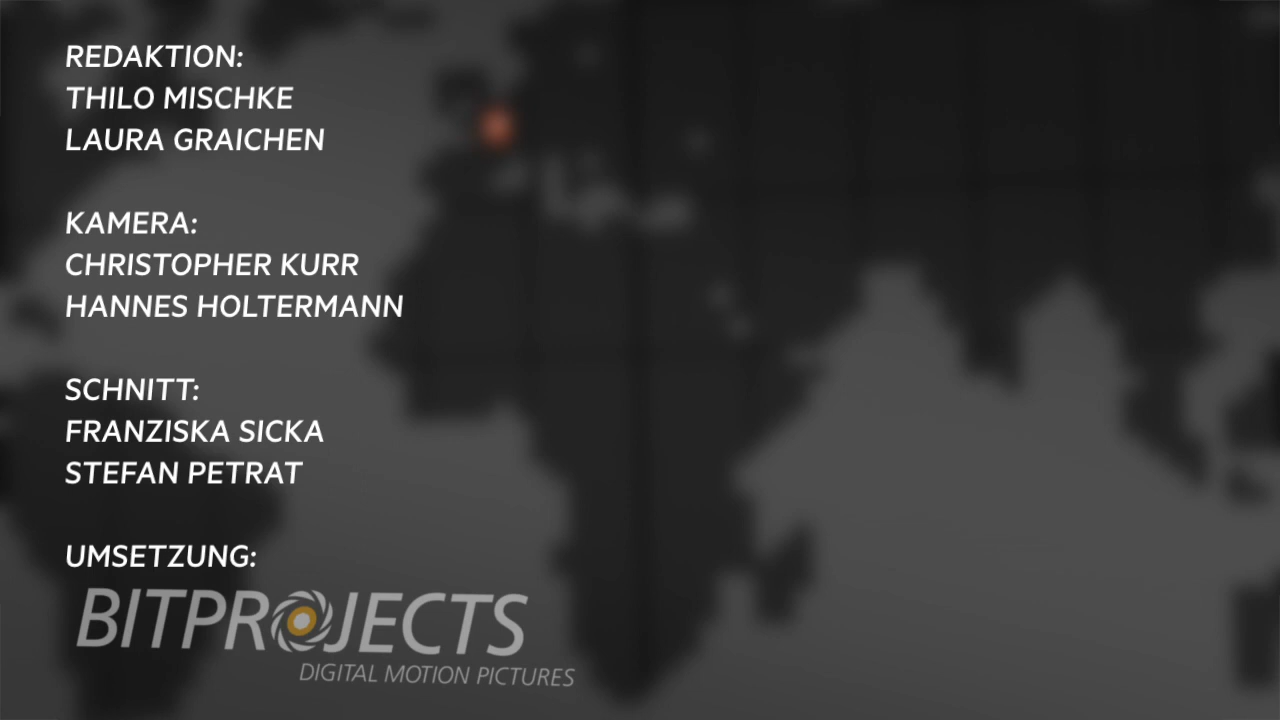 REDAKTION:
THILO MISCHKE
LAURA GRAICHEN
KAMERA:
CHRISTOPHER KURR
HANNES HOLTERMANN
SCHNITT:
FRANZISKA SICKA
STEFAN PETRAT
UMSETZUNG:
BITPROJECTS
DIGITAL MOTION PICTURES